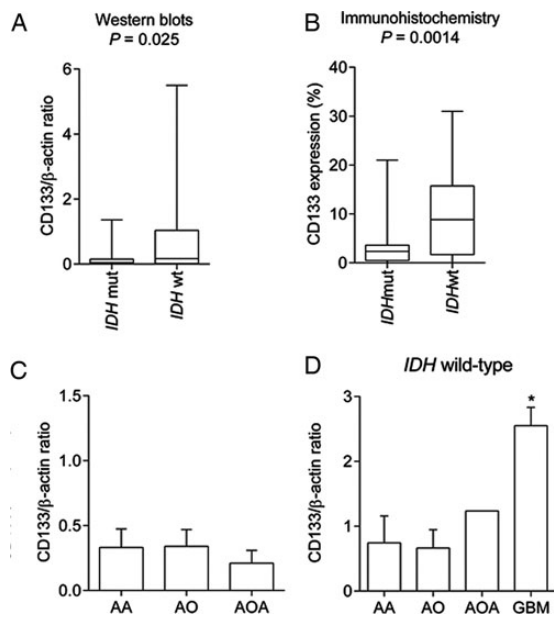 A
Western blots
P = 0.025
CD133/β-actin ratio
6
4
2
0
IDH mut
IDH wt
B
Immunohistochemistry
P = 0.0014
CD133 expression (%)
40
30
20
10
0
IDHmut
IDHwt
C
CD133/β-actin ratio
1.5
1.0
0.5
0.0
AA
AO
AOA
D
IDH wild-type
CD133/β-actin ratio
3
2
1
0
*
AA
AO
AOA
GBM